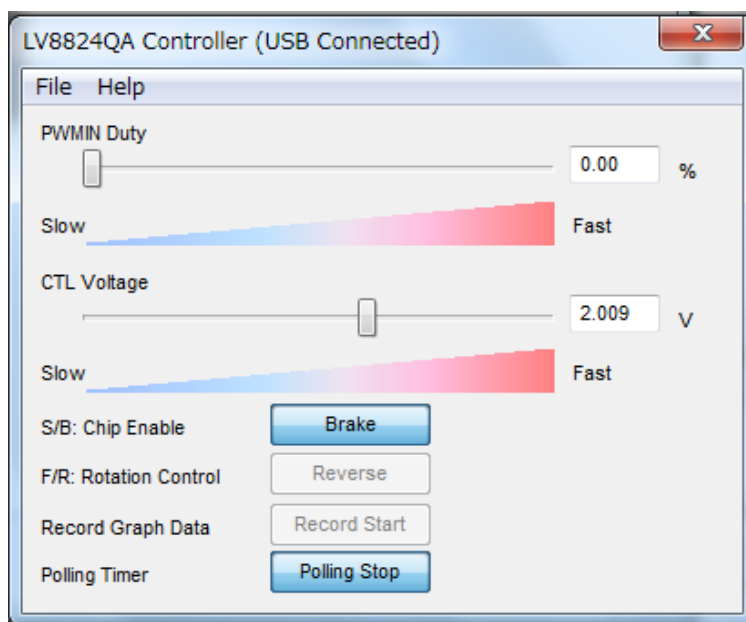 LV8824QA Controller (USB Connected)
x
File Help
PWMIN Duty
0.00 %
Slow Fast
CTL Voltage
2.009 V
Slow Fast
S/B: Chip Enable Brake
F/R: Rotation Control Reverse
Record Graph Data Record Start
Polling Timer Polling Stop